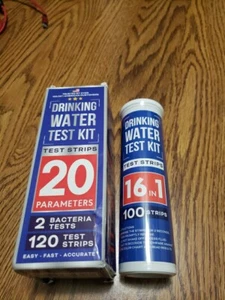 DRINKING
WATER
TEST KIT
TEST STRIPS
20
PARAMETERS
2 BACTERIA
TESTS
120 TEST
STRIPS
EASY - FAST - ACCURATE
DRINKING
WATER
TEST KIT
TEST STRIPS
16 IN 1
100 STRIPS